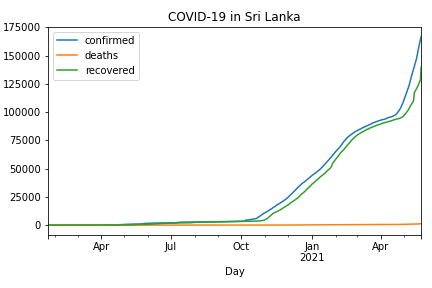 COVID-19 in Sri Lanka
confirmed
deaths
recovered
175000
150000
125000
100000
75000
50000
25000
0
Apr Jul Oct Jan Apr
2021
Day